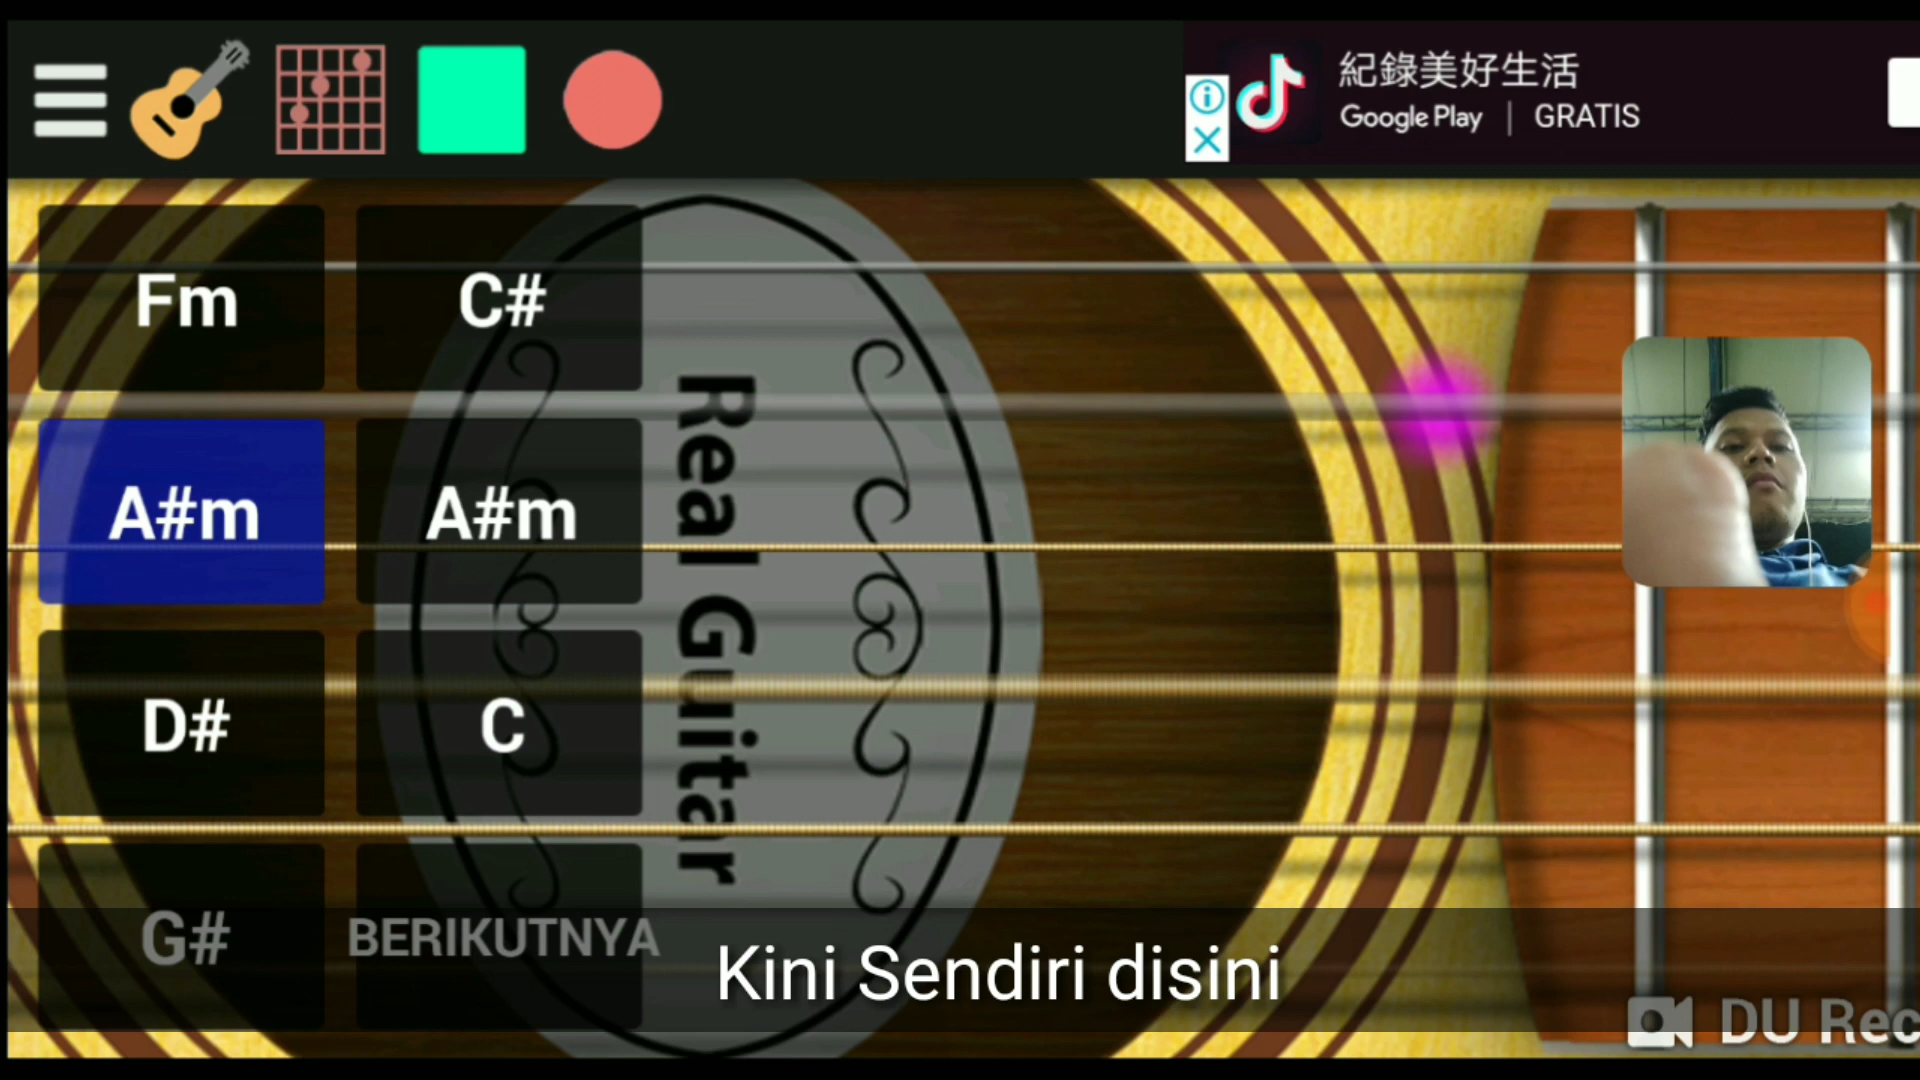 紀錄美好生活
Google Play | GRATIS
Fm C#
A#m A#m
D# C
G# BERIKUTNYA
Real Guitar
Kini Sendiri disini
DU Rec